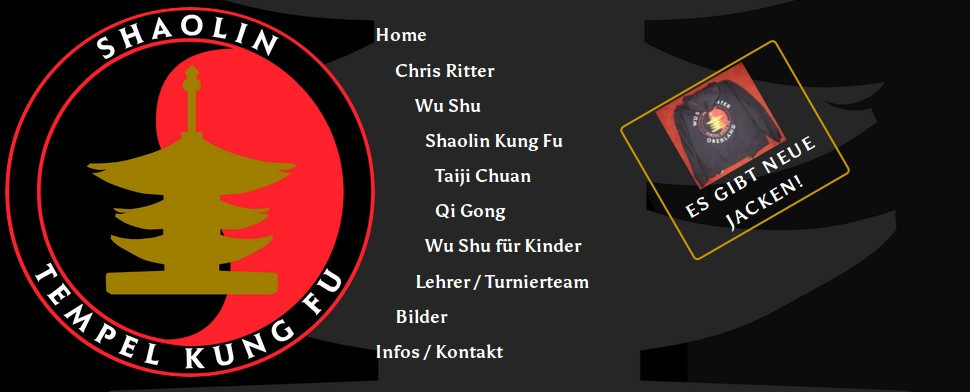 SHAOLIN
TEMPEL KUNG FU
Home
Chris Ritter
Wu Shu
Shaolin Kung Fu
Taiji Chuan
Qi Gong
Wu Shu für Kinder
Lehrer / Turnierteam
Bilder
Infos / Kontakt
OBERLAND
ES GIBT NEUE
JACKEN!